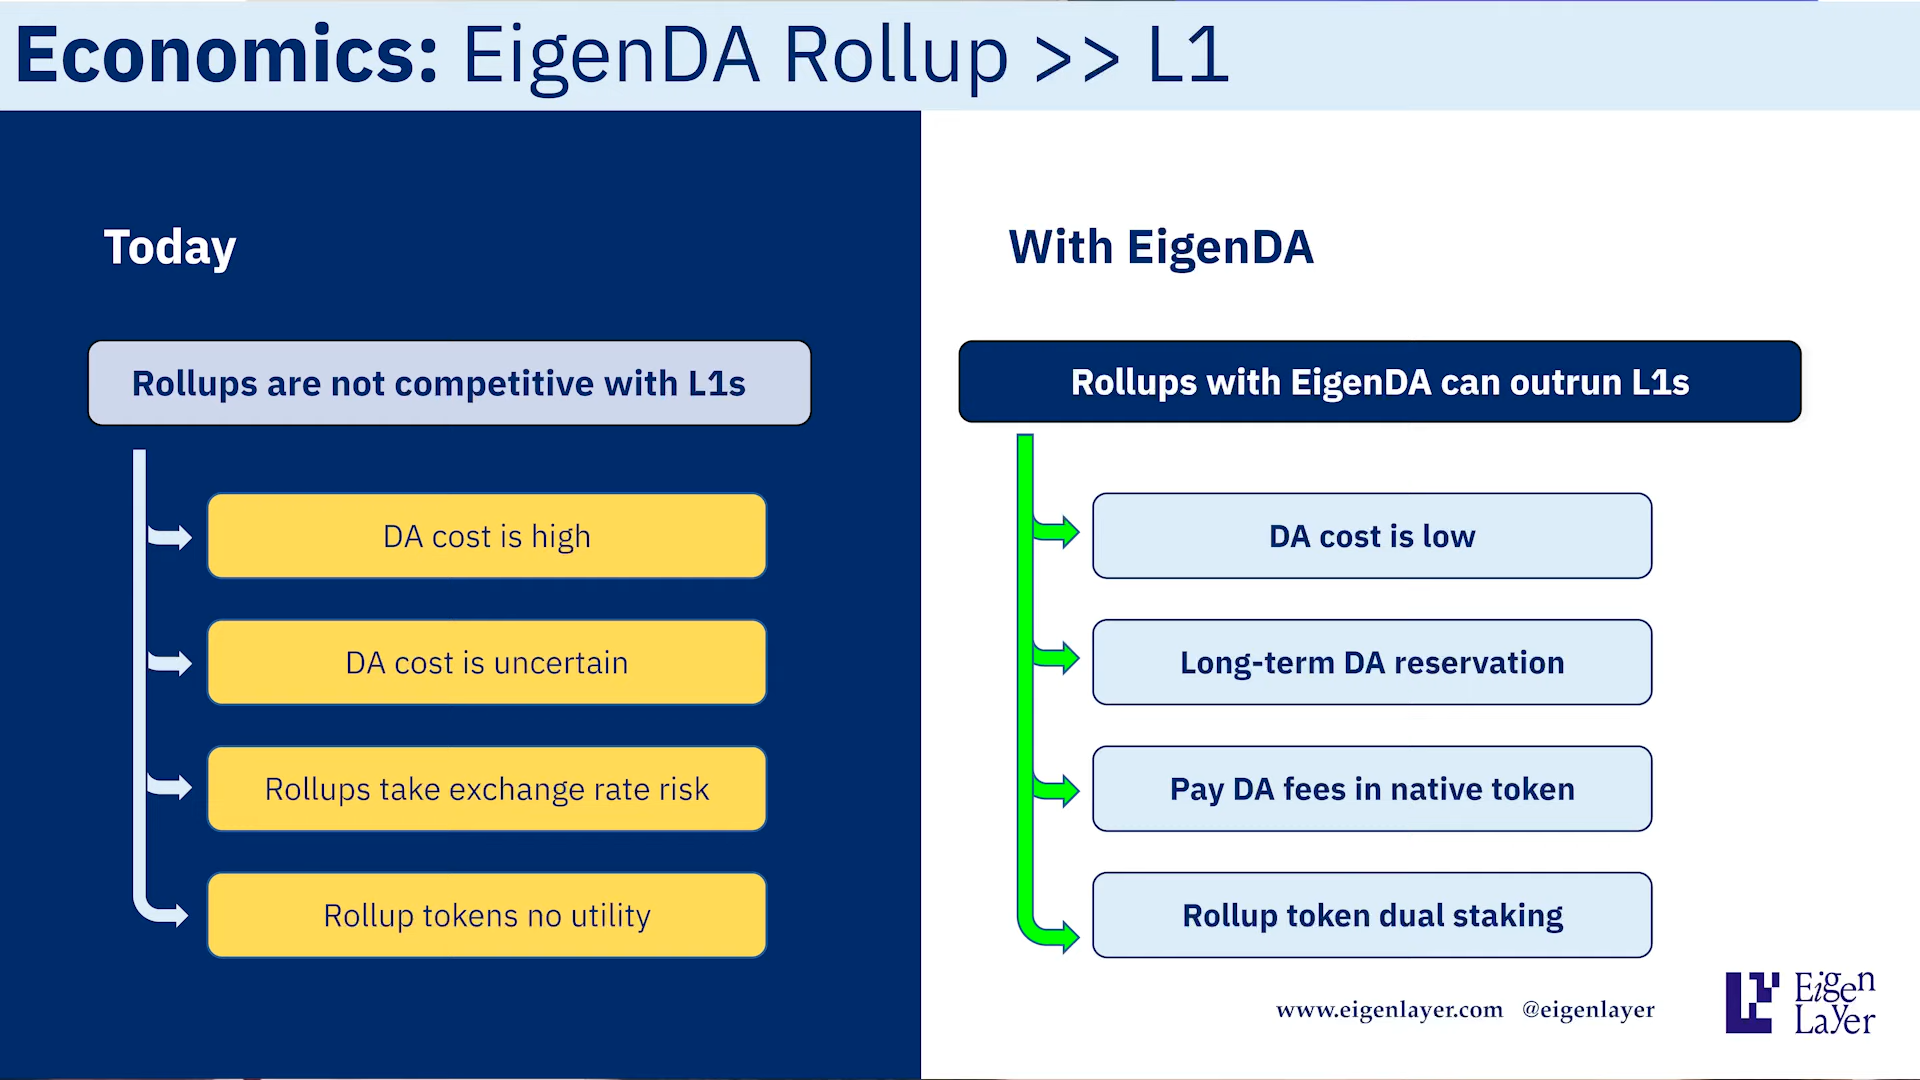 Economics: EigenDA Rollup >> L1
Today
Rollups are not competitive with L1s
DA cost is high
DA cost is uncertain
Rollups take exchange rate risk
Rollup tokens no utility
With EigenDA
Rollups with EigenDA can outrun L1s
DA cost is low
Long-term DA reservation
Pay DA fees in native token
Rollup token dual staking
www.eigenlayer.com @eigenlayer
Eigen
Layer